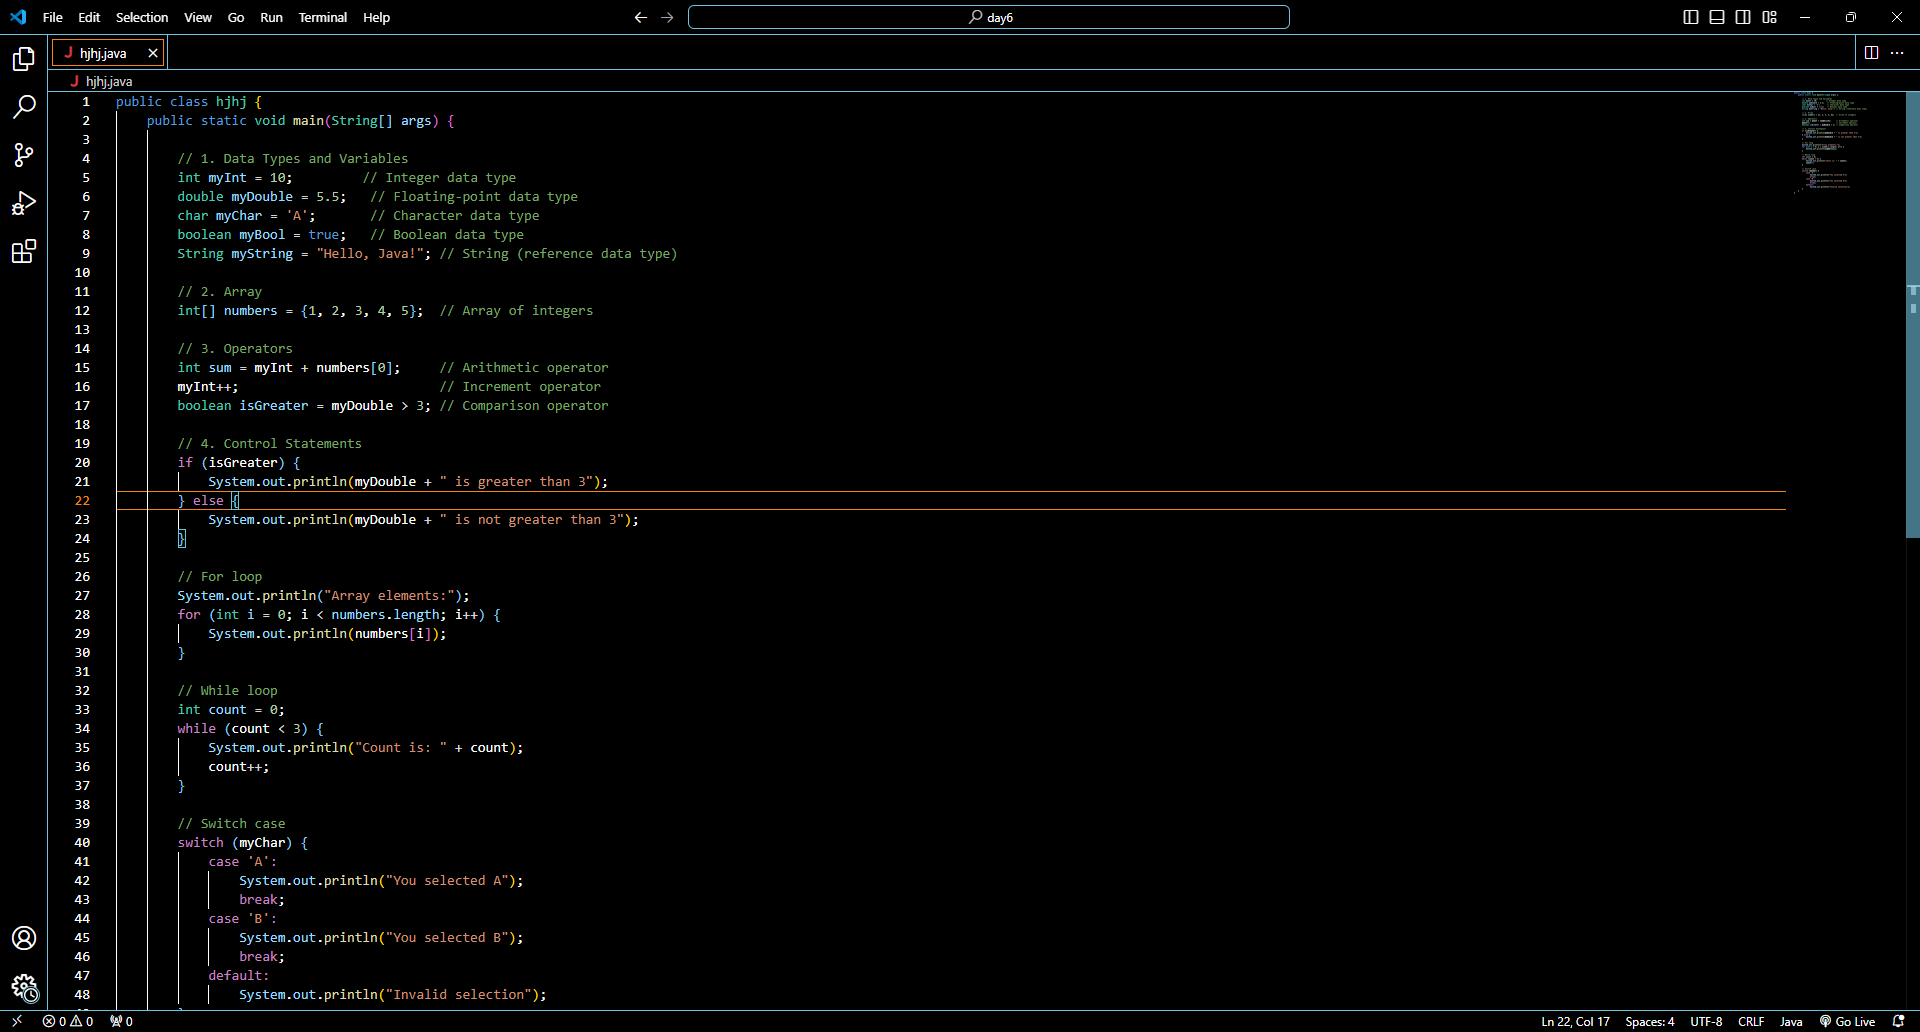 File Edit Selection View Go Run Terminal Help
day6
hjhj.java
hjhj.java
1 public class hjhj {
2 public static void main(String[] args) {
3
4 // 1. Data Types and Variables
5 int myInt = 10; // Integer data type
6 double myDouble = 5.5; // Floating-point data type
7 char myChar = 'A'; // Character data type
8 boolean myBool = true; // Boolean data type
9 String myString = "Hello, Java!"; // String (reference data type)
10
11 // 2. Array
12 int[] numbers = {1, 2, 3, 4, 5}; // Array of integers
13
14 // 3. Operators
15 int sum = myInt + numbers[0]; // Arithmetic operator
16 myInt++; // Increment operator
17 boolean isGreater = myDouble > 3; // Comparison operator
18
19 // 4. Control Statements
20 if (isGreater) {
21 System.out.println(myDouble + " is greater than 3");
22 } else {
23 System.out.println(myDouble + " is not greater than 3");
24 }
25
26 // For loop
27 System.out.println("Array elements:");
28 for (int i = 0; i < numbers.length; i++) {
29 System.out.println(numbers[i]);
30 }
31
32 // While loop
33 int count = 0;
34 while (count < 3) {
35 System.out.println("Count is: " + count);
36 count++;
37 }
38
39 // Switch case
40 switch (myChar) {
41 case 'A':
42 System.out.println("You selected A");
43 break;
44 case 'B':
45 System.out.println("You selected B");
46 break;
47 default:
48 System.out.println("Invalid selection");
0 0 0 Ln 22, Col 17 Spaces: 4 UTF-8 CRLF Java Go Live